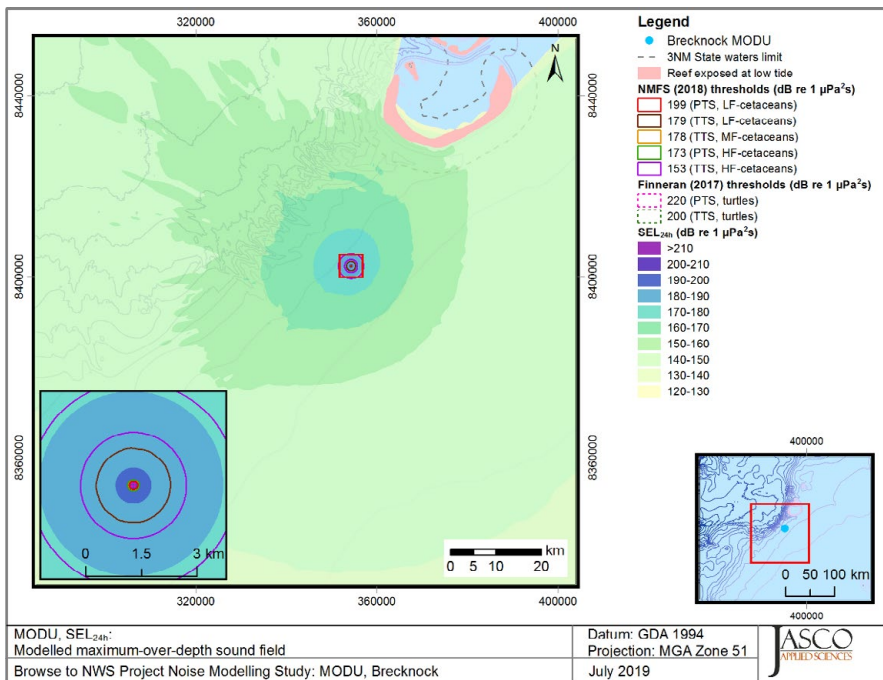 320000
360000
400000
8440000
8400000
8360000
8440000
8400000
8360000
320000
360000
400000
N
0
5
10
20
km
0
1.5
3 km
Legend
Brecknock MODU
3NM State waters limit
Reef exposed at low tide
NMFS (2018) thresholds (dB re 1 µPa²s)
199 (PTS, LF-cetaceans)
179 (TTS, LF-cetaceans)
178 (TTS, MF-cetaceans)
173 (PTS, HF-cetaceans)
153 (TTS, HF-cetaceans)
Finneran (2017) thresholds (dB re 1 µPa²s)
220 (PTS, turtles)
200 (TTS, turtles)
SEL24h (dB re 1 µPa²s)
>210
200-210
190-200
180-190
170-180
160-170
150-160
140-150
130-140
120-130
400000
0
50 100 km
400000
MODU, SEL24h:
Modelled maximum-over-depth sound field
Browse to NWS Project Noise Modelling Study: MODU, Brecknock
Datum: GDA 1994
Projection: MGA Zone 51
July 2019
JASCO
APPLIED SCIENCES